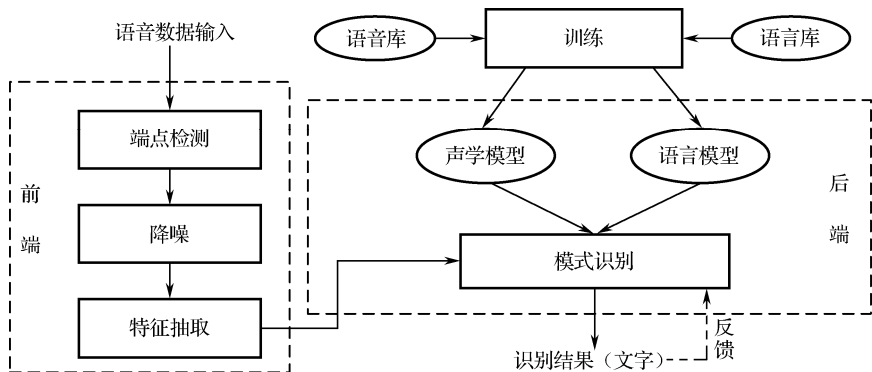 语音数据输入
端点检测
降噪
特征抽取
前端
语音库
训练
语言库
声学模型
语言模型
模式识别
后端
识别结果（文字）
反馈